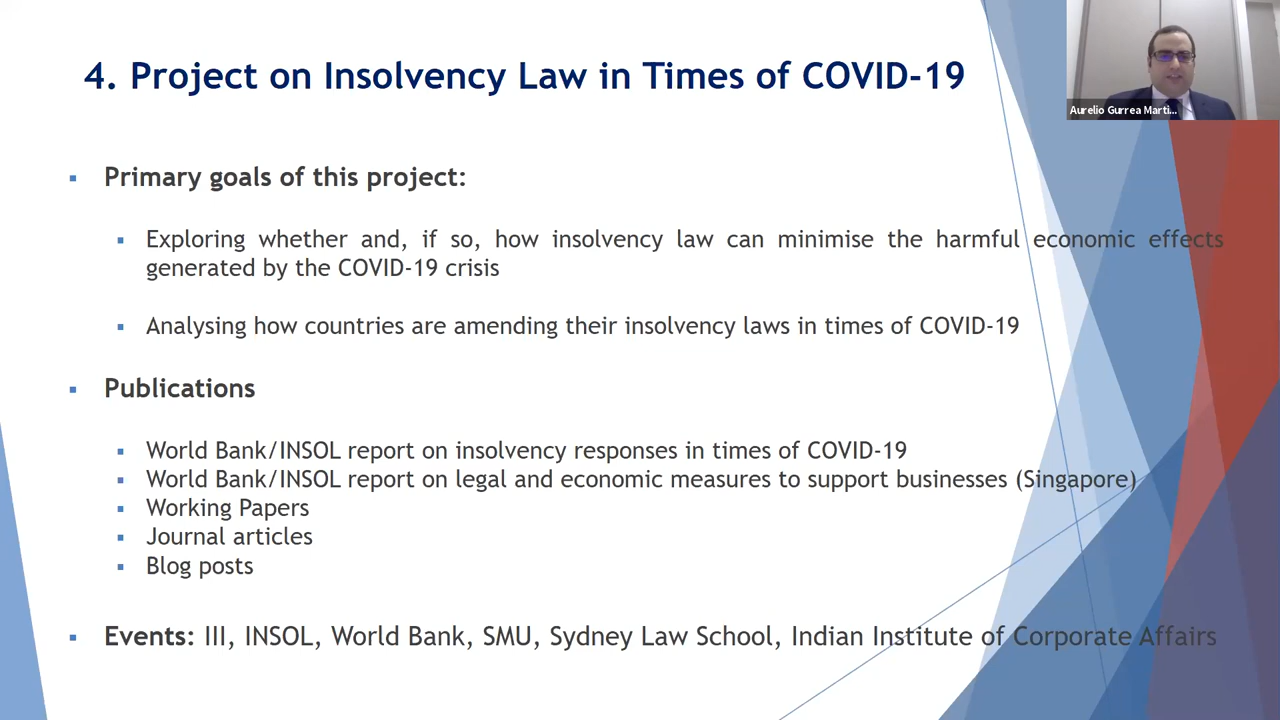 4. Project on Insolvency Law in Times of COVID-19
Aurelio Gurrea Marti...
Primary goals of this project:
Exploring whether and, if so, how insolvency law can minimise the harmful economic effects
generated by the COVID-19 crisis
Analysing how countries are amending their insolvency laws in times of COVID-19
Publications
World Bank/INSOL report on insolvency responses in times of COVID-19
World Bank/INSOL report on legal and economic measures to support businesses (Singapore)
Working Papers
Journal articles
Blog posts
Events: III, INSOL, World Bank, SMU, Sydney Law School, Indian Institute of Corporate Affairs